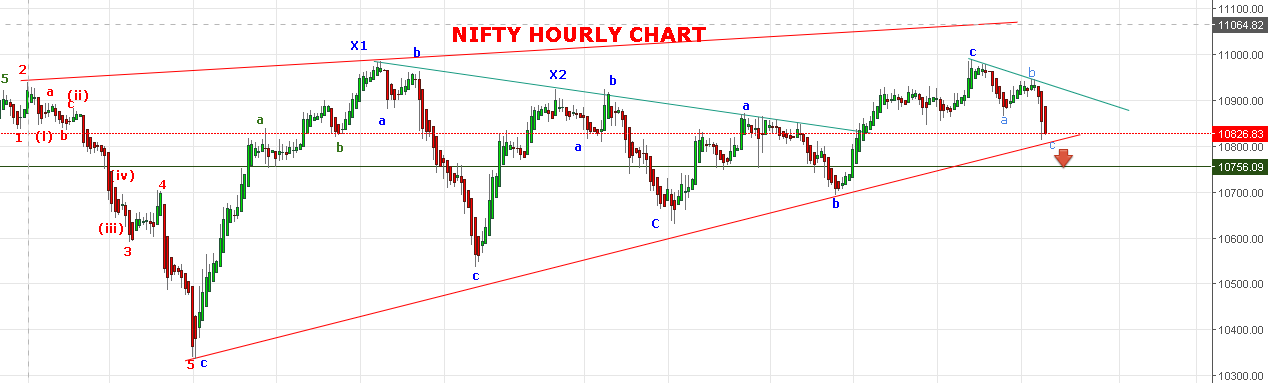 NIFTY HOURLY CHART
5
2
a
(ii)
c
1
(i)
b
(iv)
(iii)
3
4
5
c
a
b
X1
b
a
c
X2
b
a
C
a
b
c
b
a
c
11100.00
11064.82
11000.00
10900.00
10826.83
10800.00
10756.09
10700.00
10600.00
10500.00
10400.00
10300.00